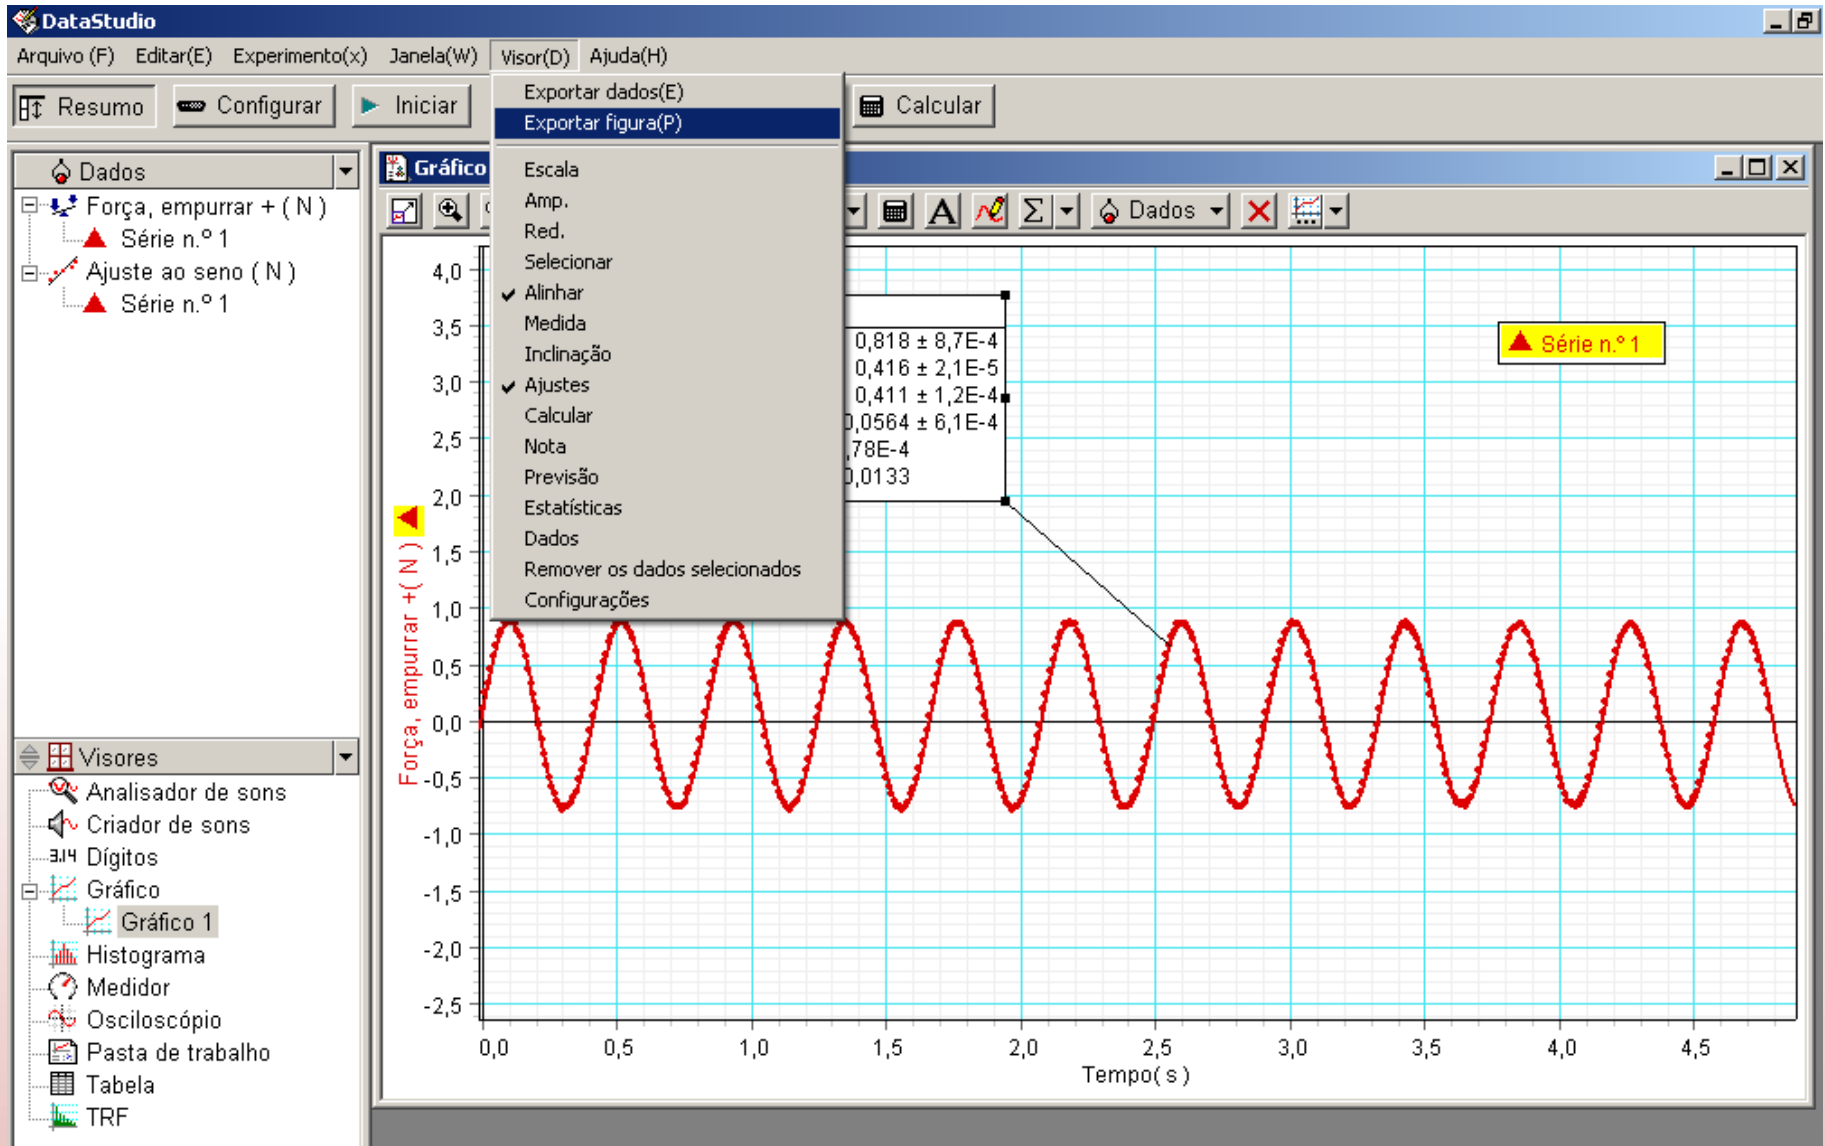 DataStudio
Arquivo (F) Editar(E) Experimento(x) Janela(W) Visor(D) Ajuda(H)
Resumo Configurar Iniciar Calcular
Exportar dados(E)
Exportar figura(P)
Escala
Amp.
Red.
Selecionar
Alinhar
Medida
Inclinação
Ajustes
Calcular
Nota
Previsão
Estatísticas
Dados
Remover os dados selecionados
Configurações
Dados
Força, empurrar + ( N )
Série n.º 1
Ajuste ao seno ( N )
Série n.º 1
Visores
Analisador de sons
Criador de sons
3.14 Dígitos
Gráfico
Gráfico 1
Histograma
Medidor
Osciloscópio
Pasta de trabalho
Tabela
TRF
Gráfico
A Σ Dados
0,818 ± 8,7E-4
0,416 ± 2,1E-5
0,411 ± 1,2E-4
0,0564 ± 6,1E-4
,78E-4
0,0133
Série n.º 1
Força, empurrar +( N )
4,0
3,5
3,0
2,5
2,0
1,5
1,0
0,5
0,0
-0,5
-1,0
-1,5
-2,0
-2,5
0,0 0,5 1,0 1,5 2,0 2,5 3,0 3,5 4,0 4,5
Tempo( s )